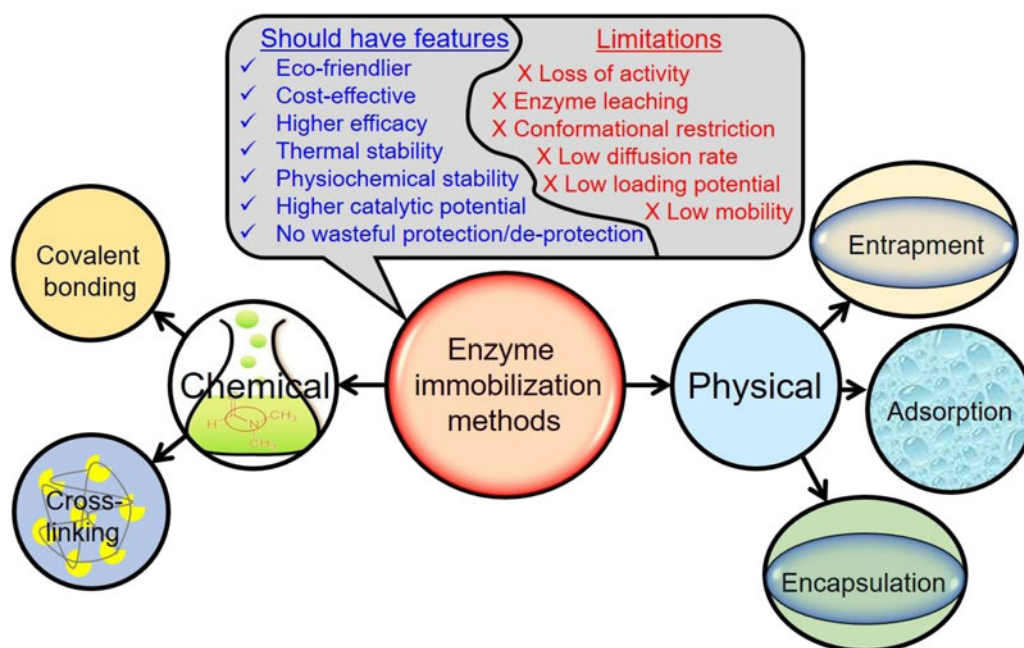 Should have features
✓ Eco-friendlier
✓ Cost-effective
✓ Higher efficacy
✓ Thermal stability
✓ Physiochemical stability
✓ Higher catalytic potential
✓ No wasteful protection/de-protection
Limitations
X Loss of activity
X Enzyme leaching
X Conformational restriction
X Low diffusion rate
X Low loading potential
X Low mobility
Covalent
bonding
Chemical
H N CH₃
CH₃
Cross-
linking
Enzyme
immobilization
methods
Physical
Entrapment
Adsorption
Encapsulation